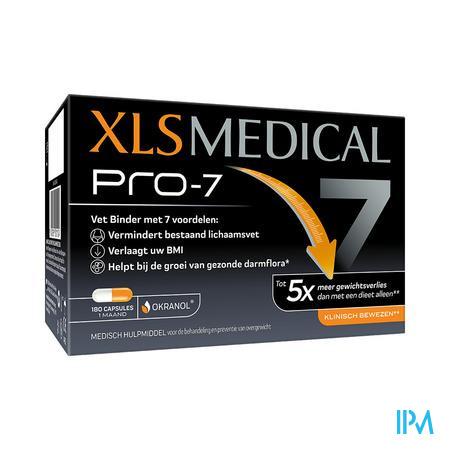 XLSMEDICAL
PRO-7
7
Vet Binder met 7 voordelen:
Vermindert bestaand lichaamsvet
Verlaagt uw BMI
Helpt bij de groei van gezonde darmflora*
Tot 5x meer gewichtsverlies
dan met een dieet alleen**
180 CAPSULES
1 MAAND
OKRANOL®
KLINISCH BEWEZEN**
MEDISCH HULPMIDDEL voor de behandeling en preventie van overgewicht
IPM